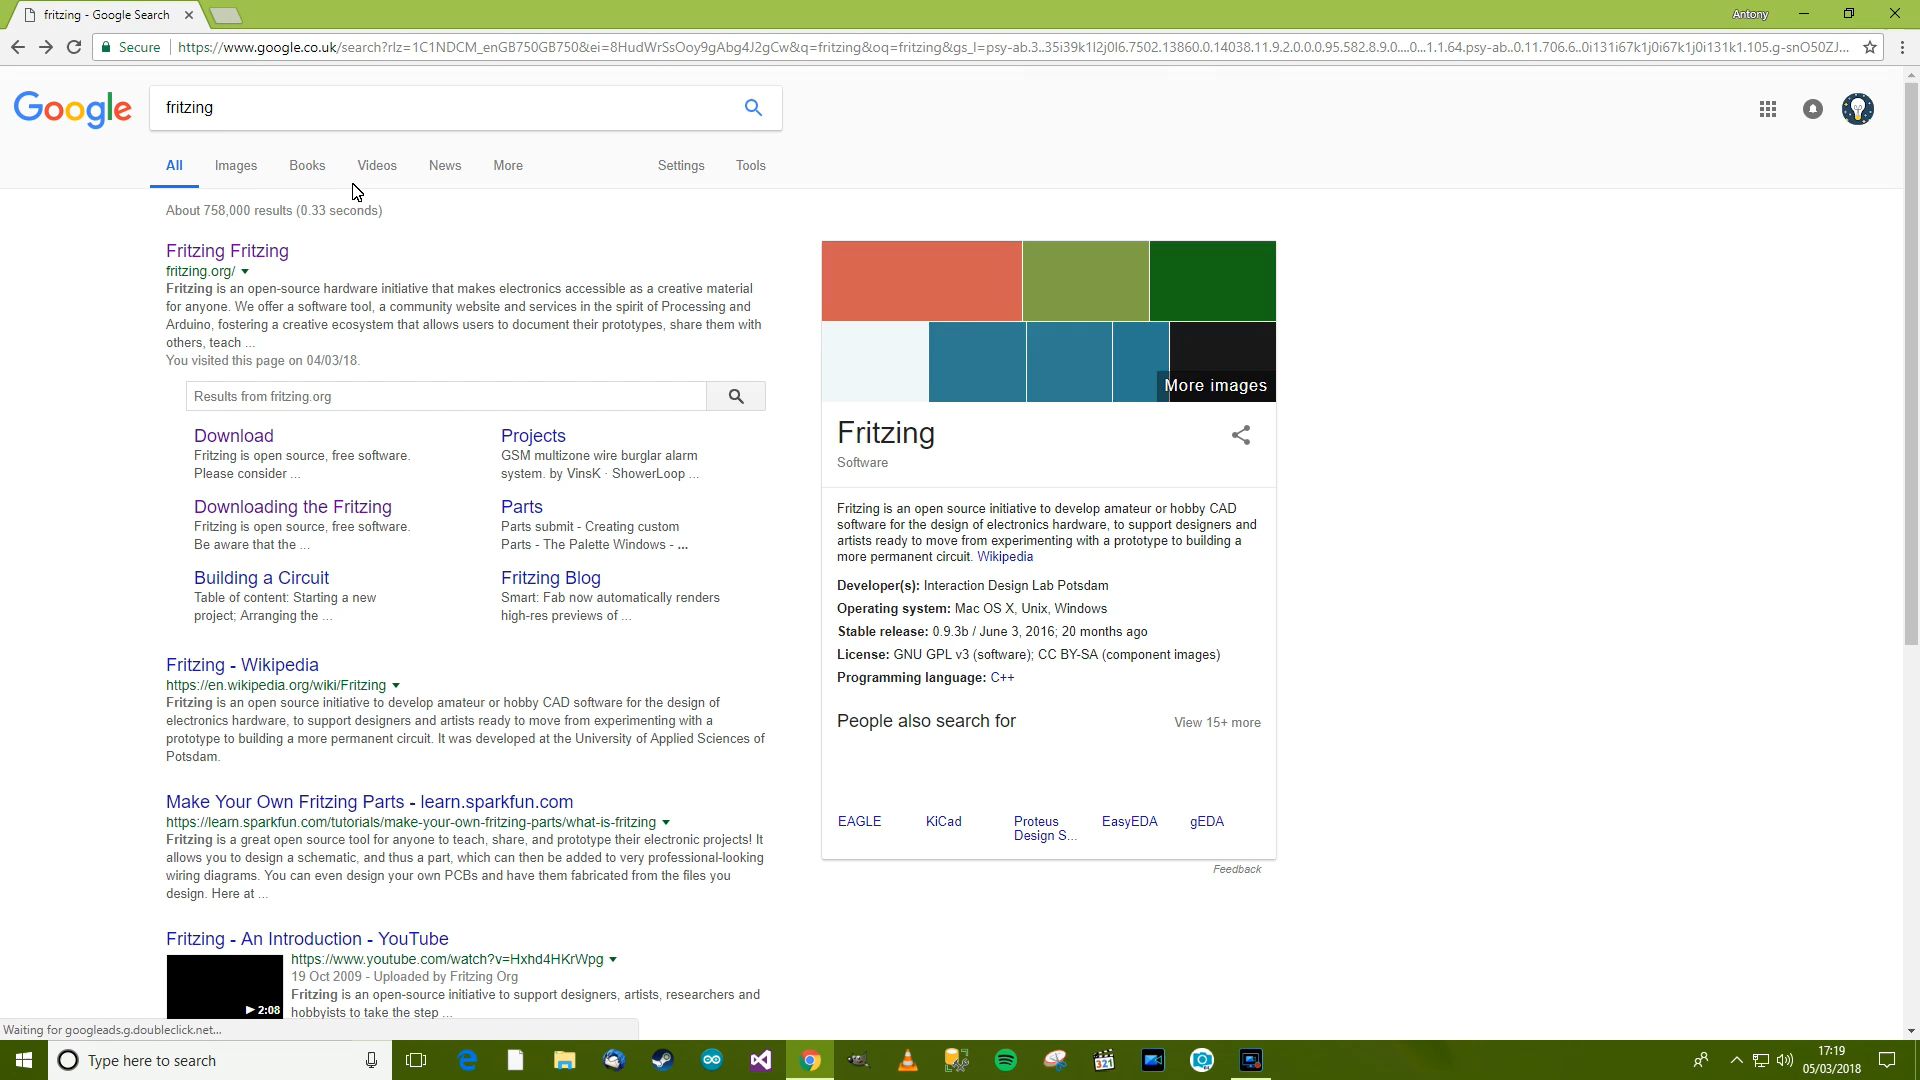 fritzing - Google Search
Antony
Secure
https://www.google.co.uk/search?rlz=1C1NDCM_enGB750GB750&ei=8HudWrSsOoy9gAbg4J2gCw&q=fritzing&oq=fritzing&gs_l=psy-ab.3..35i39k1l2j0l6.7502.13860.0.14038.11.9.2.0.0.0.95.582.8.9.0....0...1.1.64.psy-ab..0.11.706.6..0i131i67k1j0i67k1j0i131k1.105.g-snO50ZJ...
Google
fritzing
All Images Books Videos News More Settings Tools
About 758,000 results (0.33 seconds)
Fritzing Fritzing
fritzing.org/
Fritzing is an open-source hardware initiative that makes electronics accessible as a creative material
for anyone. We offer a software tool, a community website and services in the spirit of Processing and
Arduino, fostering a creative ecosystem that allows users to document their prototypes, share them with
others, teach ...
You visited this page on 04/03/18.
Results from fritzing.org
Download
Fritzing is open source, free software.
Please consider ...
Projects
GSM multizone wire burglar alarm
system. by VinsK · ShowerLoop ...
Downloading the Fritzing
Fritzing is open source, free software.
Be aware that the ...
Parts
Parts submit - Creating custom
Parts - The Palette Windows - ...
Building a Circuit
Table of content: Starting a new
project; Arranging the ...
Fritzing Blog
Smart: Fab now automatically renders
high-res previews of ...
Fritzing - Wikipedia
https://en.wikipedia.org/wiki/Fritzing
Fritzing is an open source initiative to develop amateur or hobby CAD software for the design of
electronics hardware, to support designers and artists ready to move from experimenting with a
prototype to building a more permanent circuit. It was developed at the University of Applied Sciences of
Potsdam.
Make Your Own Fritzing Parts - learn.sparkfun.com
https://learn.sparkfun.com/tutorials/make-your-own-fritzing-parts/what-is-fritzing
Fritzing is a great open source tool for anyone to teach, share, and prototype their electronic projects! It
allows you to design a schematic, and thus a part, which can then be added to very professional-looking
wiring diagrams. You can even design your own PCBs and have them fabricated from the files you
design. Here at ...
Fritzing - An Introduction - YouTube
https://www.youtube.com/watch?v=Hxhd4HKrWpg
19 Oct 2009 - Uploaded by Fritzing Org
Fritzing is an open-source initiative to support designers, artists, researchers and
hobbyists to take the step ...
2:08
More images
Fritzing
Software
Fritzing is an open source initiative to develop amateur or hobby CAD
software for the design of electronics hardware, to support designers and
artists ready to move from experimenting with a prototype to building a
more permanent circuit. Wikipedia
Developer(s): Interaction Design Lab Potsdam
Operating system: Mac OS X, Unix, Windows
Stable release: 0.9.3b / June 3, 2016; 20 months ago
License: GNU GPL v3 (software); CC BY-SA (component images)
Programming language: C++
People also search for
View 15+ more
EAGLE
KiCad
Proteus
Design S...
EasyEDA
gEDA
Feedback
Waiting for googleads.g.doubleclick.net...
Type here to search
321
17:19
05/03/2018